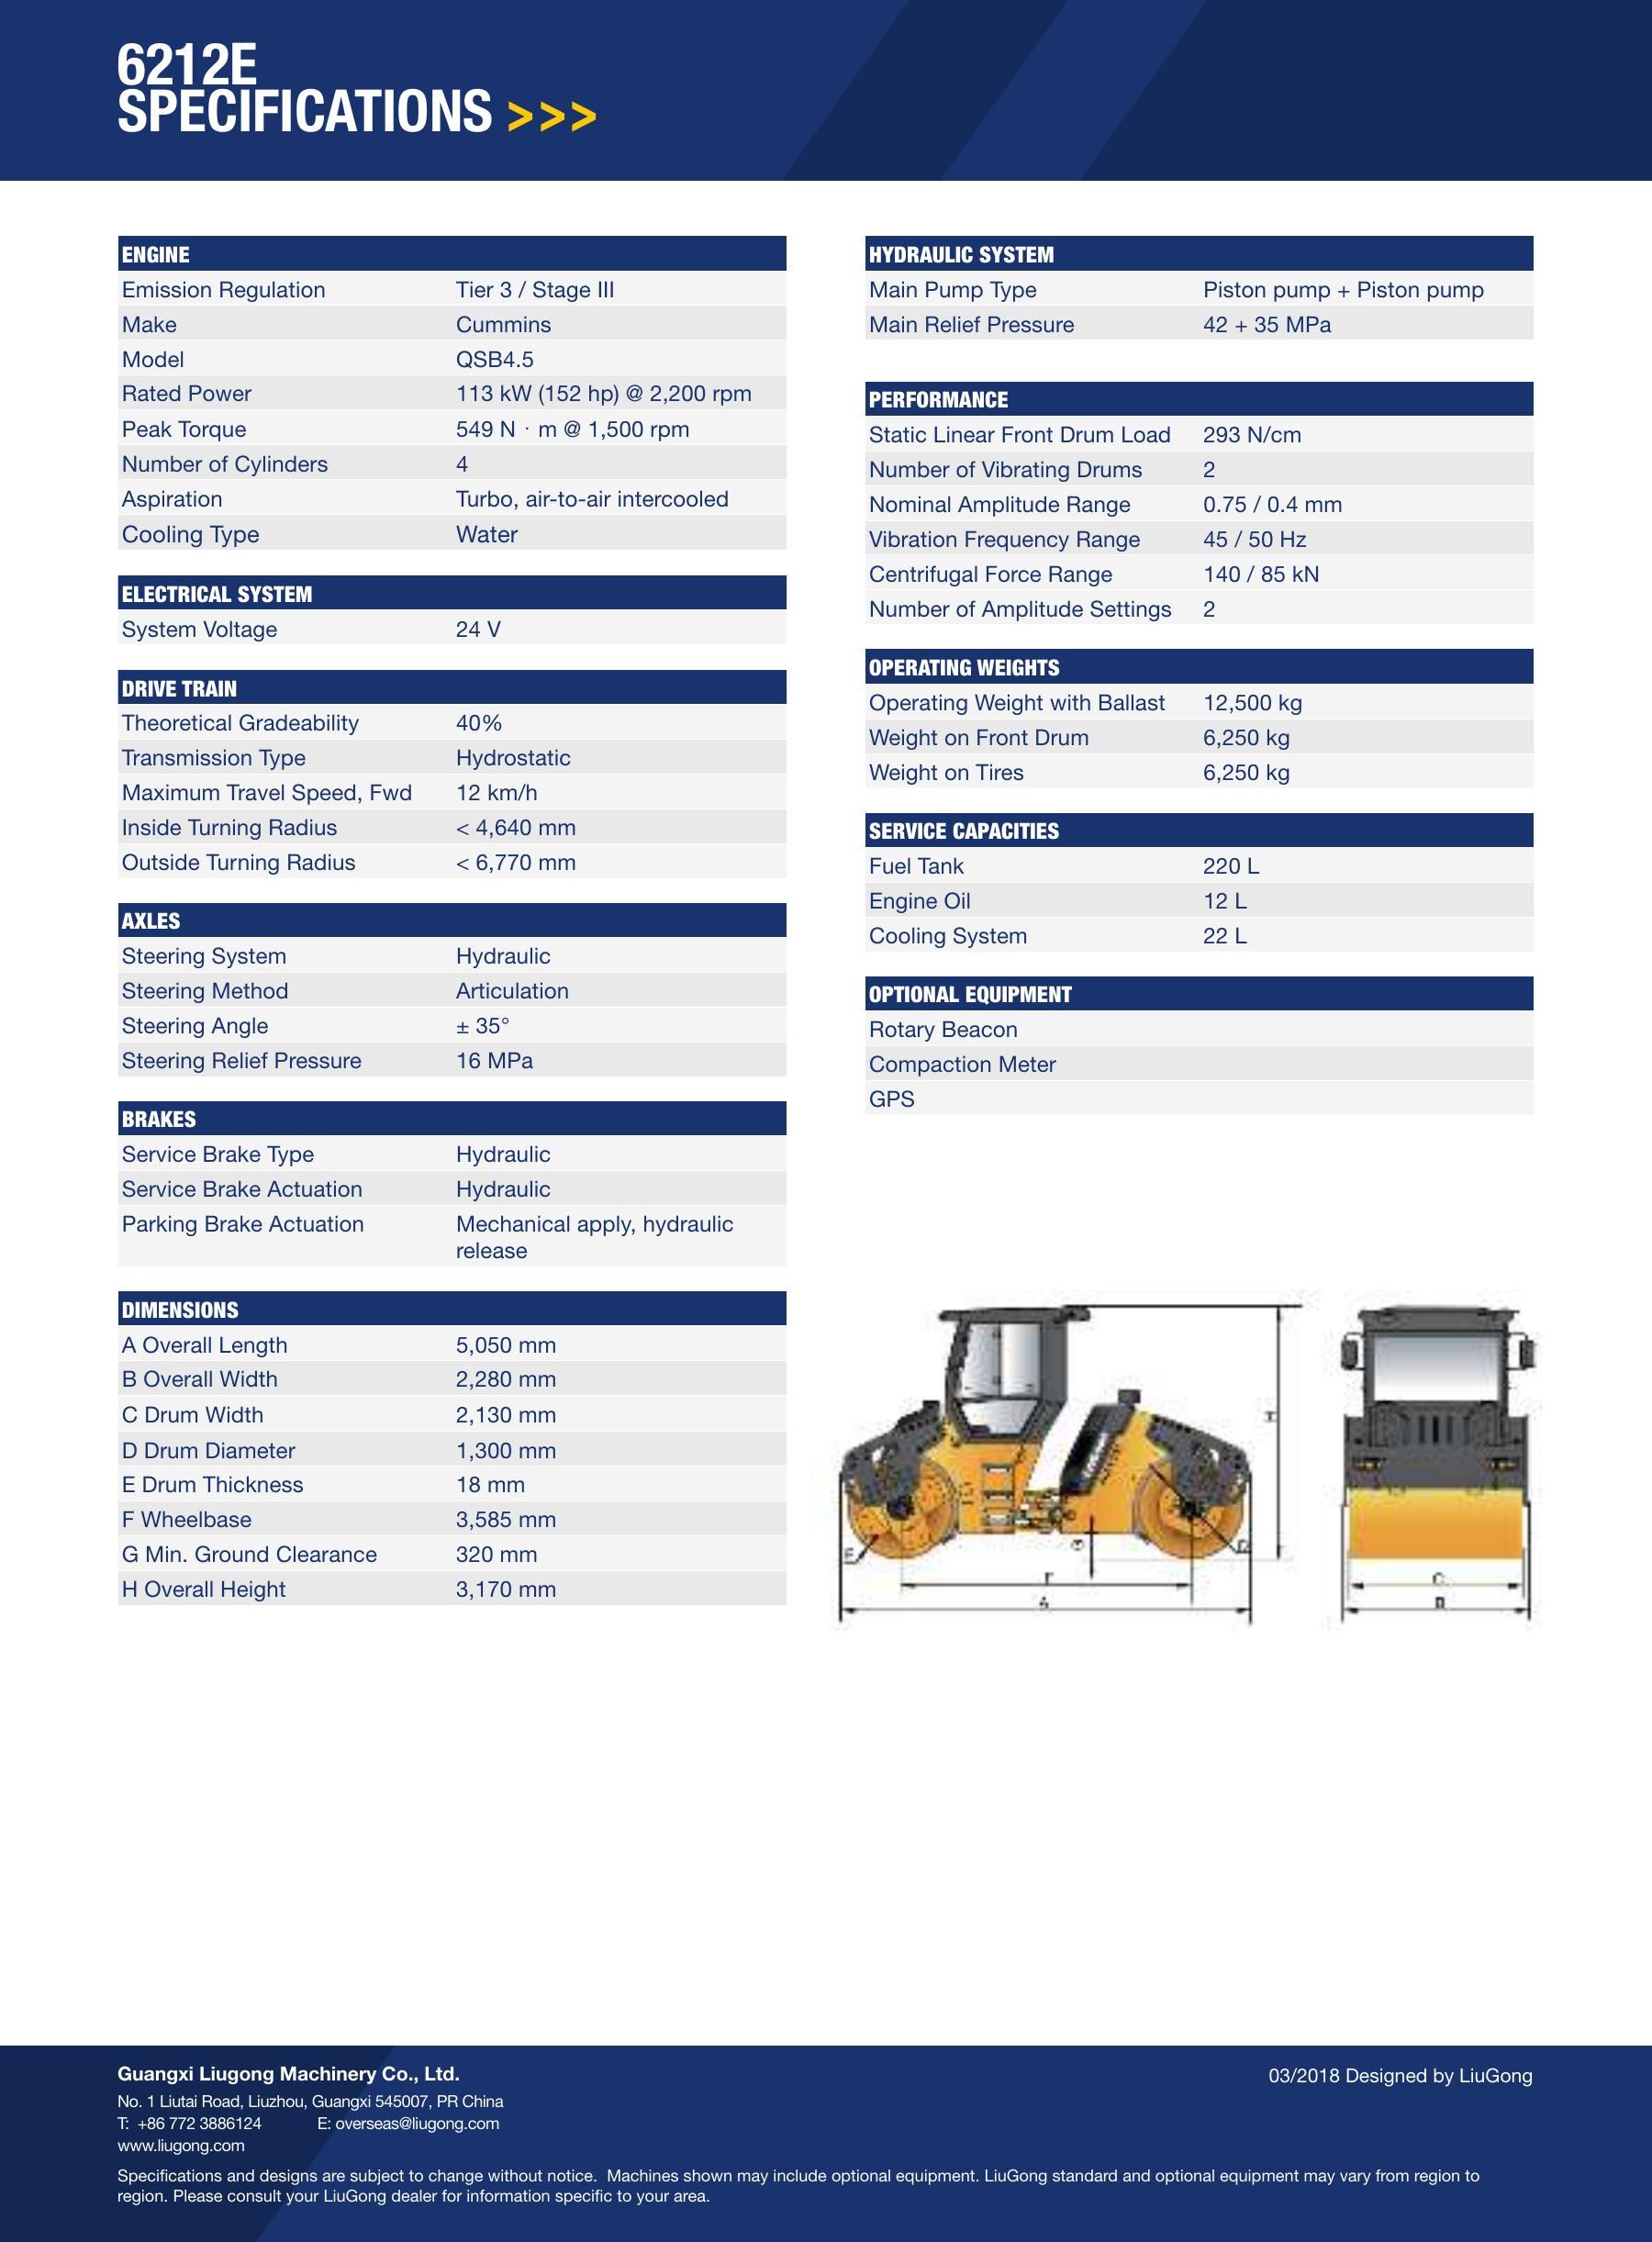 6212E
SPECIFICATIONS >>>
ENGINE
Emission Regulation Tier 3 / Stage III
Make Cummins
Model QSB4.5
Rated Power 113 kW (152 hp) @ 2,200 rpm
Peak Torque 549 N · m @ 1,500 rpm
Number of Cylinders 4
Aspiration Turbo, air-to-air intercooled
Cooling Type Water
ELECTRICAL SYSTEM
System Voltage 24 V
DRIVE TRAIN
Theoretical Gradeability 40%
Transmission Type Hydrostatic
Maximum Travel Speed, Fwd 12 km/h
Inside Turning Radius < 4,640 mm
Outside Turning Radius < 6,770 mm
AXLES
Steering System Hydraulic
Steering Method Articulation
Steering Angle ± 35°
Steering Relief Pressure 16 MPa
BRAKES
Service Brake Type Hydraulic
Service Brake Actuation Hydraulic
Parking Brake Actuation Mechanical apply, hydraulic
release
DIMENSIONS
A Overall Length 5,050 mm
B Overall Width 2,280 mm
C Drum Width 2,130 mm
D Drum Diameter 1,300 mm
E Drum Thickness 18 mm
F Wheelbase 3,585 mm
G Min. Ground Clearance 320 mm
H Overall Height 3,170 mm
HYDRAULIC SYSTEM
Main Pump Type Piston pump + Piston pump
Main Relief Pressure 42 + 35 MPa
PERFORMANCE
Static Linear Front Drum Load 293 N/cm
Number of Vibrating Drums 2
Nominal Amplitude Range 0.75 / 0.4 mm
Vibration Frequency Range 45 / 50 Hz
Centrifugal Force Range 140 / 85 kN
Number of Amplitude Settings 2
OPERATING WEIGHTS
Operating Weight with Ballast 12,500 kg
Weight on Front Drum 6,250 kg
Weight on Tires 6,250 kg
SERVICE CAPACITIES
Fuel Tank 220 L
Engine Oil 12 L
Cooling System 22 L
OPTIONAL EQUIPMENT
Rotary Beacon
Compaction Meter
GPS
H
E
G
D
F
A
C
B
Guangxi Liugong Machinery Co., Ltd.
No. 1 Liutai Road, Liuzhou, Guangxi 545007, PR China
T: +86 772 3886124 E: overseas@liugong.com
www.liugong.com
03/2018 Designed by LiuGong
Specifications and designs are subject to change without notice. Machines shown may include optional equipment. LiuGong standard and optional equipment may vary from region to
region. Please consult your LiuGong dealer for information specific to your area.